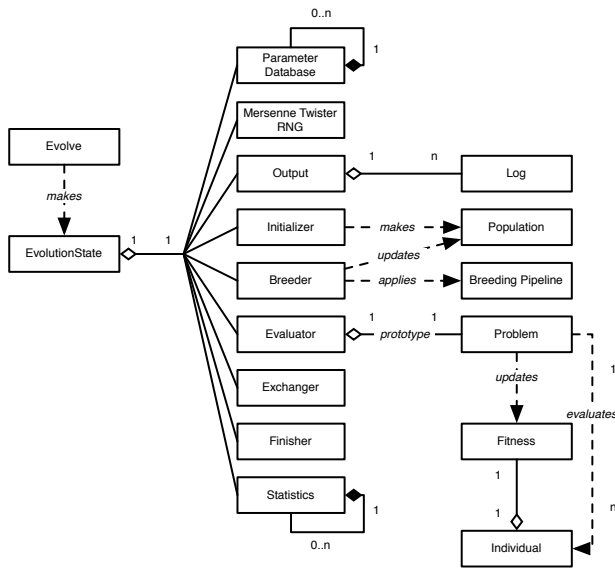 0..n
1
Parameter
Database
Mersenne Twister
RNG
Evolve
makes
Output
1
n
Log
Initializer
makes
Population
EvolutionState
1
1
updates
Breeder
applies
Breeding Pipeline
Evaluator
1
prototype
1
Problem
updates
1
Exchanger
evaluates
Finisher
Fitness
Statistics
1
0..n
1
1
n
Individual